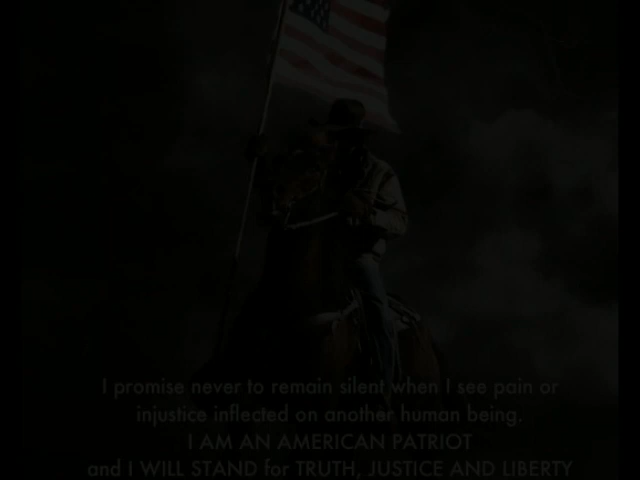 I promise never to remain silent when I see pain or
injustice inflected on another human being.
I AM AN AMERICAN PATRIOT
and I WILL STAND for TRUTH, JUSTICE AND LIBERTY